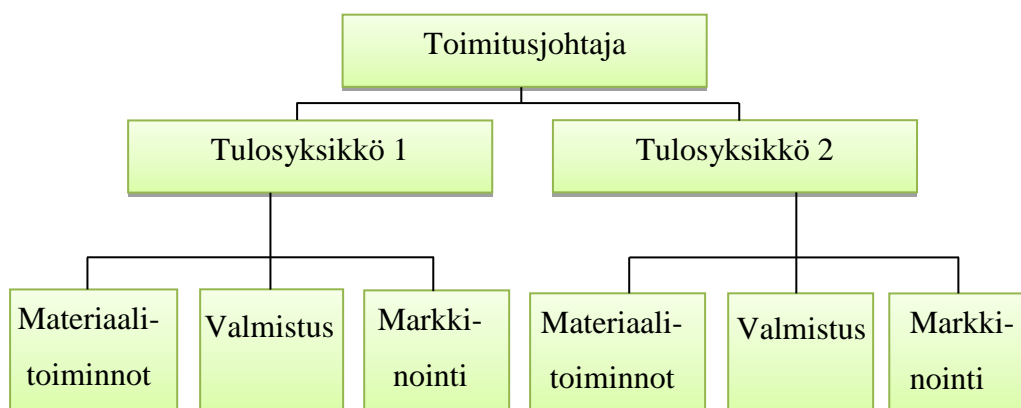 Toimitusjohtaja
Tulosyksikkö 1
Tulosyksikkö 2
Materiaali-
toiminnot
Valmistus
Markki-
nointi
Materiaali-
toiminnot
Valmistus
Markki-
nointi